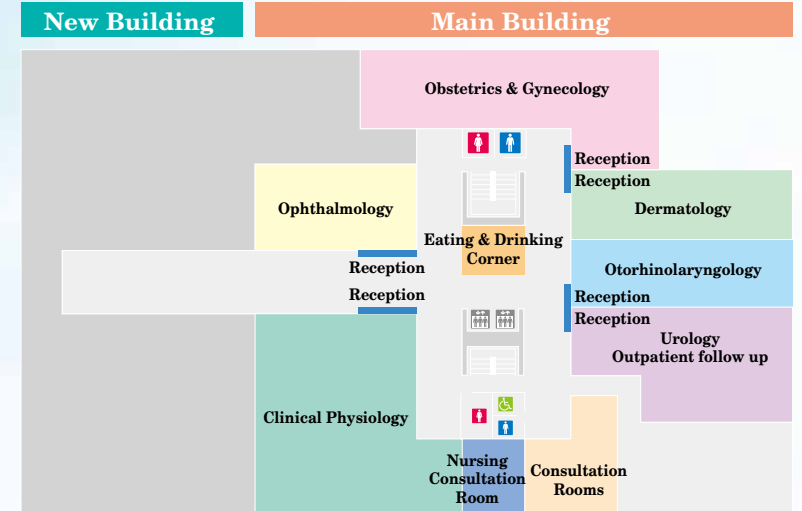 New Building
Main Building
Obstetrics & Gynecology
Reception
Reception
Ophthalmology
Dermatology
Eating & Drinking
Corner
Reception
Otorhinolaryngology
Reception
Reception
Reception
Urology
Outpatient follow up
Clinical Physiology
Nursing
Consultation
Room
Consultation
Rooms